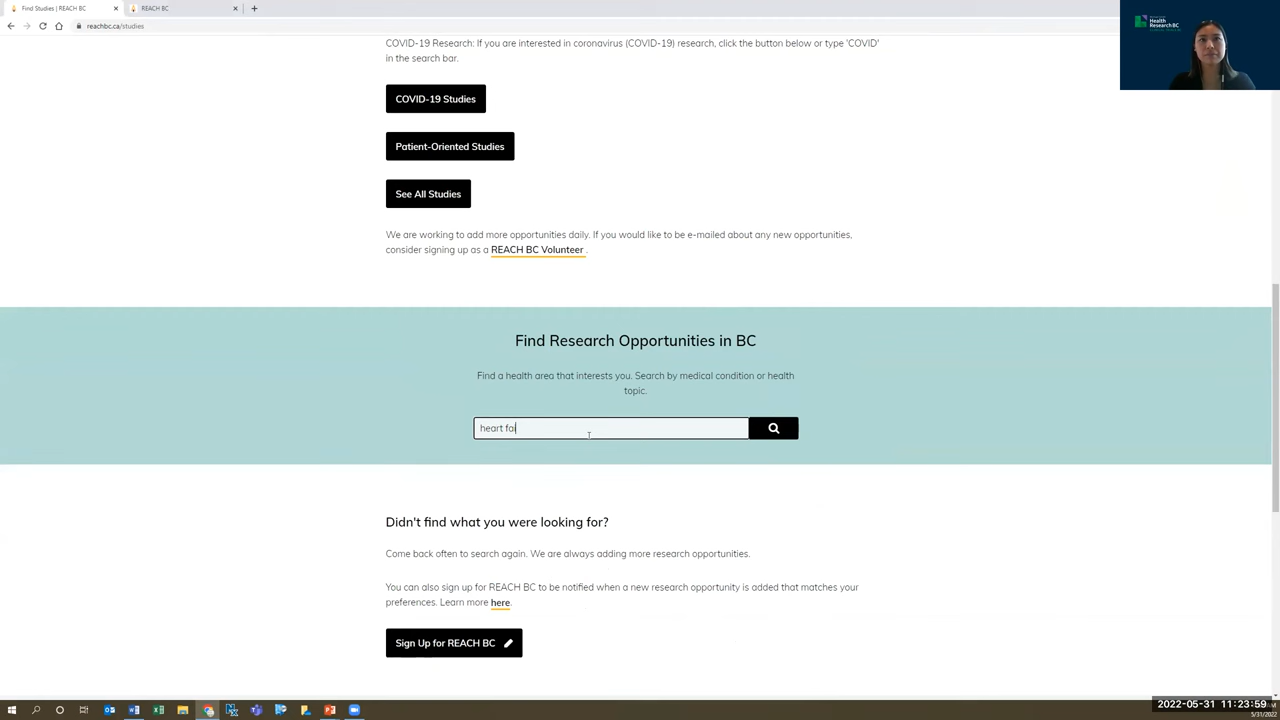 Find Studies | REACH BC
REACH BC
reachbc.ca/studies
Health
Research BC
COVID-19 Research: If you are interested in coronavirus (COVID-19) research, click the button below or type 'COVID'
in the search bar.
COVID-19 Studies
Patient-Oriented Studies
See All Studies
We are working to add more opportunities daily. If you would like to be e-mailed about any new opportunities,
consider signing up as a REACH BC Volunteer .
Find Research Opportunities in BC
Find a health area that interests you. Search by medical condition or health
topic.
heart fai
Didn't find what you were looking for?
Come back often to search again. We are always adding more research opportunities.
You can also sign up for REACH BC to be notified when a new research opportunity is added that matches your
preferences. Learn more here.
Sign Up for REACH BC
2022-05-31 11:23:59
5/31/2022